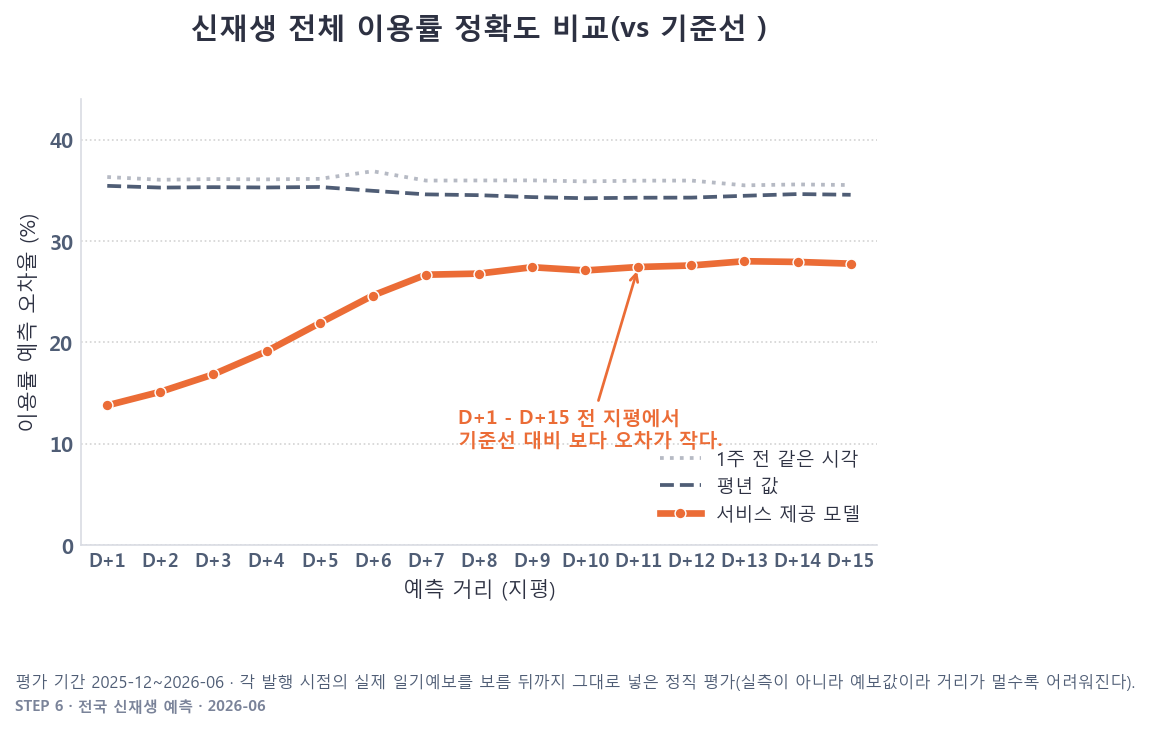 신재생 전체 이용률 정확도 비교(vs 기준선 )
이용률 예측 오차율 (%)
40
30
20
10
0
D+1 - D+15 전 지평에서
기준선 대비 보다 오차가 작다.
1주 전 같은 시각
평년 값
서비스 제공 모델
D+1 D+2 D+3 D+4 D+5 D+6 D+7 D+8 D+9 D+10 D+11 D+12 D+13 D+14 D+15
예측 거리 (지평)
평가 기간 2025-12~2026-06 · 각 발행 시점의 실제 일기예보를 보름 뒤까지 그대로 넣은 정직 평가(실측이 아니라 예보값이라 거리가 멀수록 어려워진다).
STEP 6 · 전국 신재생 예측 · 2026-06